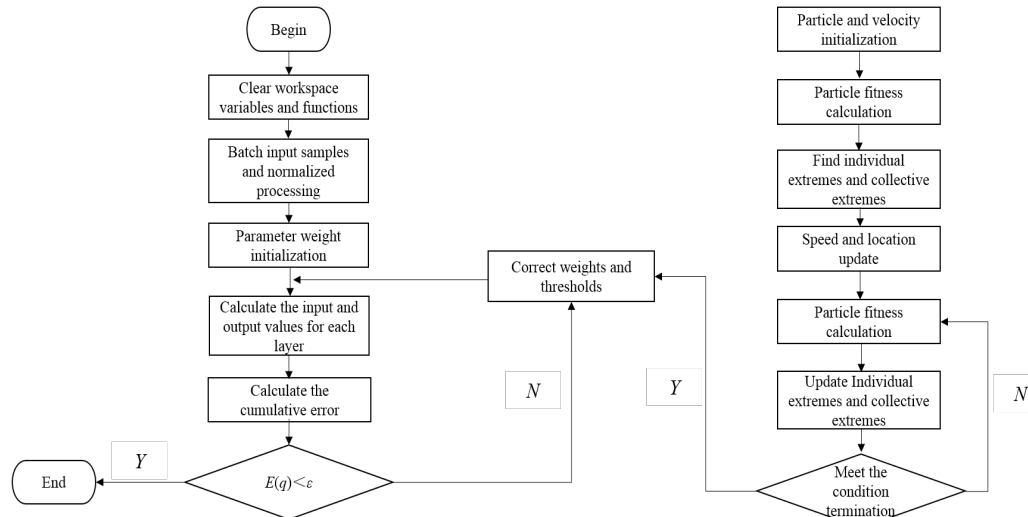 Begin
Clear workspace
variables and functions
Batch input samples
and normalized
processing
Parameter weight
initialization
Calculate the input and
output values for each
layer
Calculate the
cumulative error
E(q)<ε
Y
End
N
Correct weights and
thresholds
Y
Particle and velocity
initialization
Particle fitness
calculation
Find individual
extremes and collective
extremes
Speed and location
update
Particle fitness
calculation
Update Individual
extremes and collective
extremes
Meet the
condition
termination
N